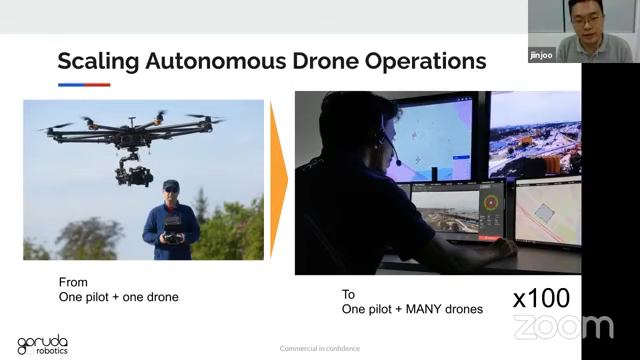 Scaling Autonomous Drone Operations
jinjoo
From
One pilot + one drone
To
One pilot + MANY drones
x100
zoom
garuda
robotics
Commercial in confidence